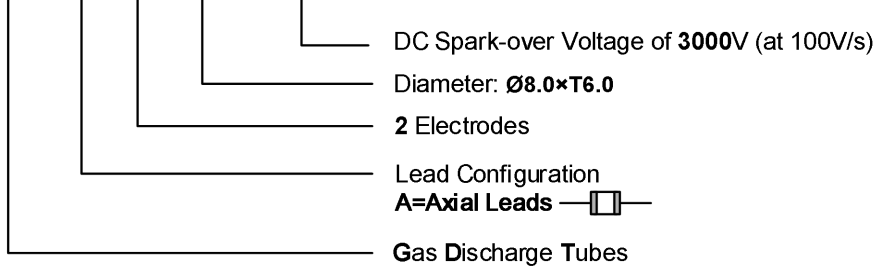 DC Spark-over Voltage of 3000V (at 100V/s)
Diameter: Ø8.0×T6.0
2 Electrodes
Lead Configuration
A=Axial Leads
Gas Discharge Tubes